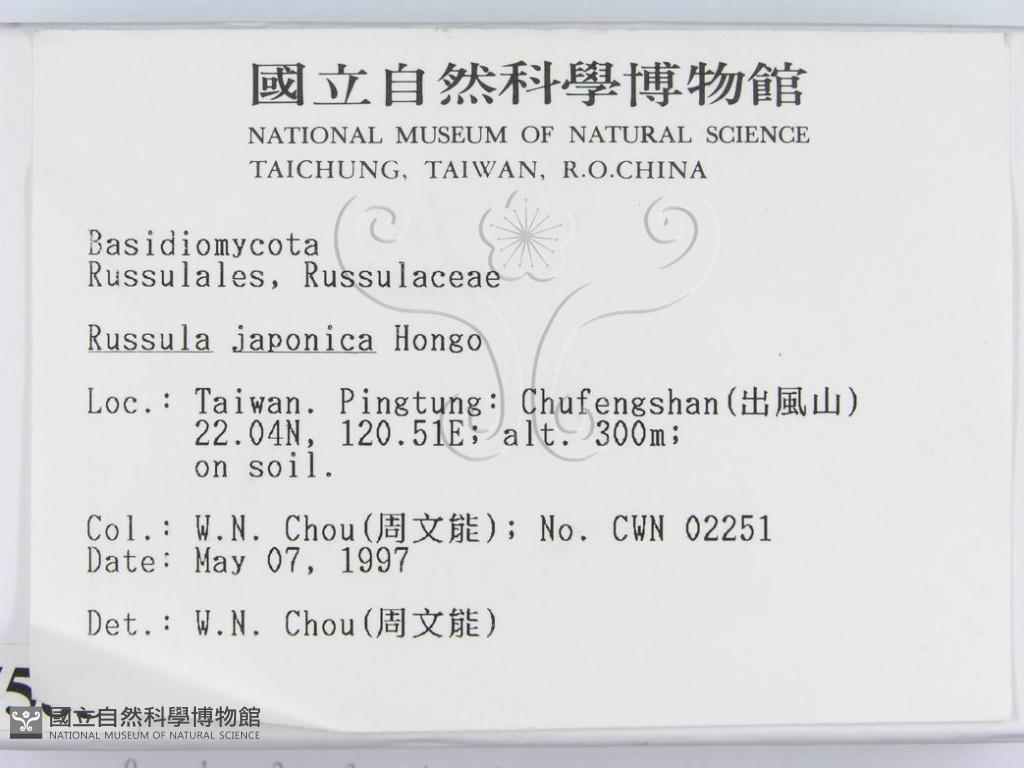 國立自然科學博物館
NATIONAL MUSEUM OF NATURAL SCIENCE
TAICHUNG, TAIWAN, R.O.CHINA
Basidiomycota
Russulales, Russulaceae
Russula japonica Hongo
Loc.: Taiwan. Pingtung: Chufengshan(出風山)
22.04N, 120.51E; alt. 300m;
on soil.
Col.: W.N. Chou(周文能); No. CWN 02251
Date: May 07, 1997
Det.: W.N. Chou(周文能)
國立自然科學博物館
NATIONAL MUSEUM OF NATURAL SCIENCE